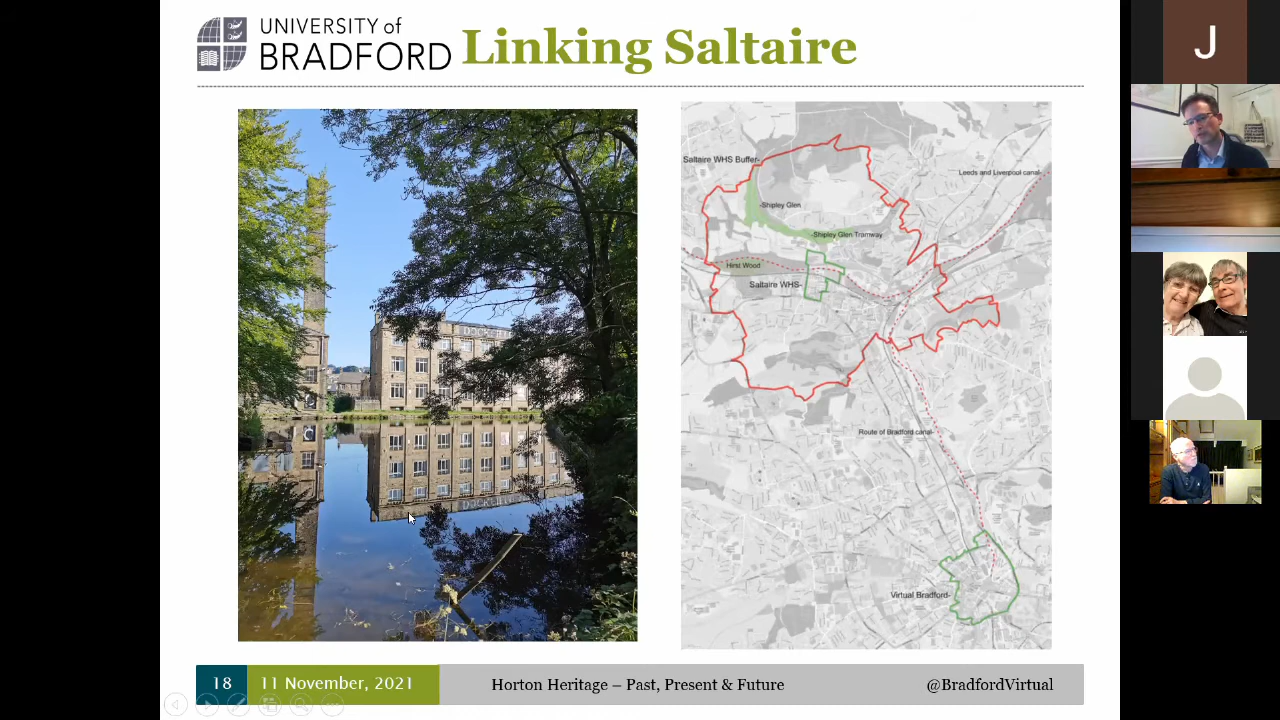 UNIVERSITY of
BRADFORD
Linking Saltaire
Saltaire WHS Buffer-
Leeds and Liverpool canal-
-Shipley Glen
-Shipley Glen Tramway
Hirst Wood
Saltaire WHS-
Route of Bradford canal-
Virtual Bradford-
18
11 November, 2021
Horton Heritage – Past, Present & Future
@BradfordVirtual
J